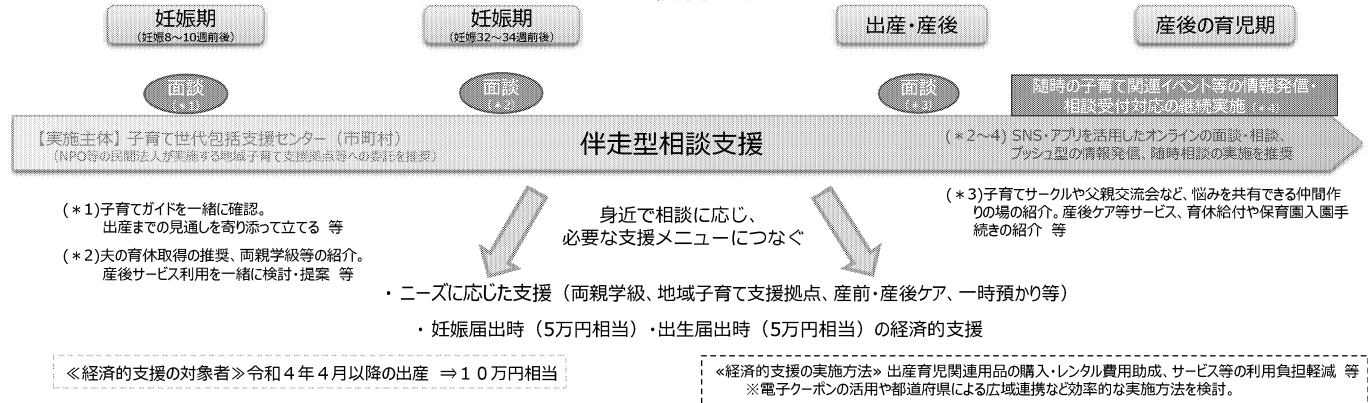 妊娠期
（妊娠8～10週前後）
妊娠期
（妊娠32～34週前後）
出産・産後
産後の育児期
面談
(＊1)
面談
(＊2)
面談
(＊3)
随時の子育て関連イベント等の情報発信・
相談受付対応の継続実施 (＊4)
【実施主体】子育て世代包括支援センター（市町村）
（NPO等の民間法人が実施する地域子育て支援拠点等への委託を推奨）
伴走型相談支援
(＊2～4) SNS・アプリを活用したオンラインの面談・相談、
プッシュ型の情報発信、随時相談の実施を推奨
(＊1)子育てガイドを一緒に確認。
出産までの見通しを寄り添って立てる 等
(＊2)夫の育休取得の推奨、両親学級等の紹介。
産後サービス利用を一緒に検討・提案 等
身近で相談に応じ、
必要な支援メニューにつなぐ
(＊3)子育てサークルや父親交流会など、悩みを共有できる仲間作
りの場の紹介。産後ケア等サービス、育休給付や保育園入園手
続きの紹介 等
・ ニーズに応じた支援（両親学級、地域子育て支援拠点、産前・産後ケア、一時預かり等）
・ 妊娠届出時（5万円相当）・出生届出時（5万円相当）の経済的支援
≪経済的支援の対象者≫令和４年４月以降の出産 ⇒１０万円相当
≪経済的支援の実施方法≫ 出産育児関連用品の購入・レンタル費用助成、サービス等の利用負担軽減 等
※電子クーポンの活用や都道府県による広域連携など効率的な実施方法を検討。